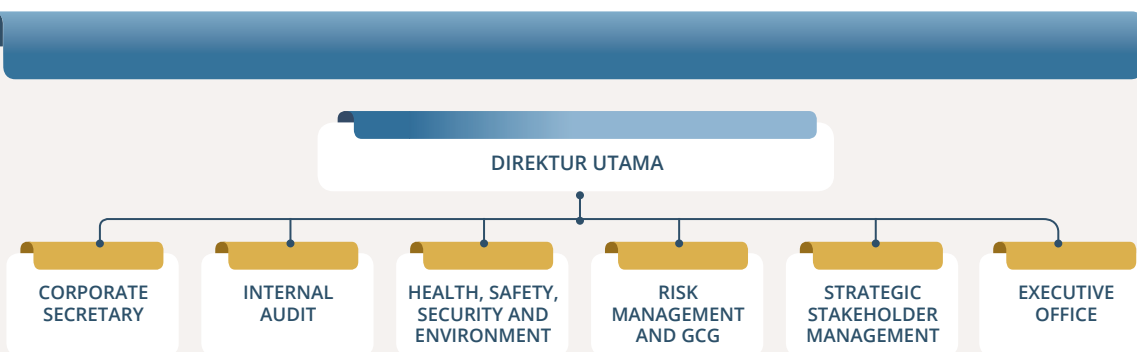 DIREKTUR UTAMA
CORPORATE
SECRETARY
INTERNAL
AUDIT
HEALTH, SAFETY,
SECURITY AND
ENVIRONMENT
RISK
MANAGEMENT
AND GCG
STRATEGIC
STAKEHOLDER
MANAGEMENT
EXECUTIVE
OFFICE